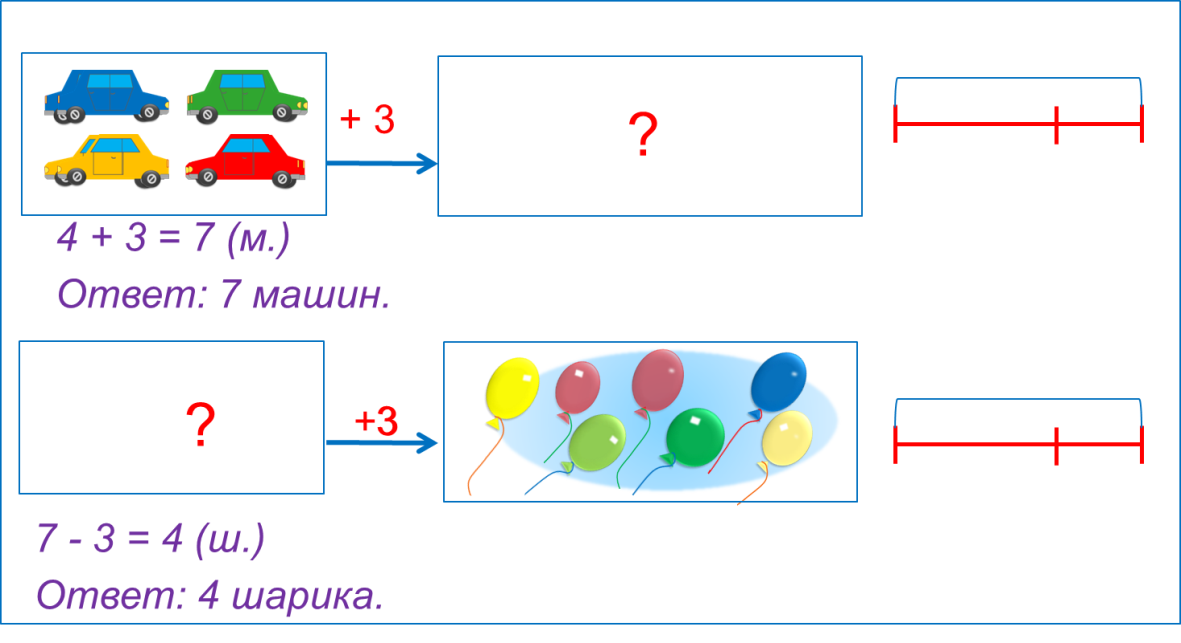 + 3
?
4 + 3 = 7 (м.)
Ответ: 7 машин.
?
+3
7 - 3 = 4 (ш.)
Ответ: 4 шарика.